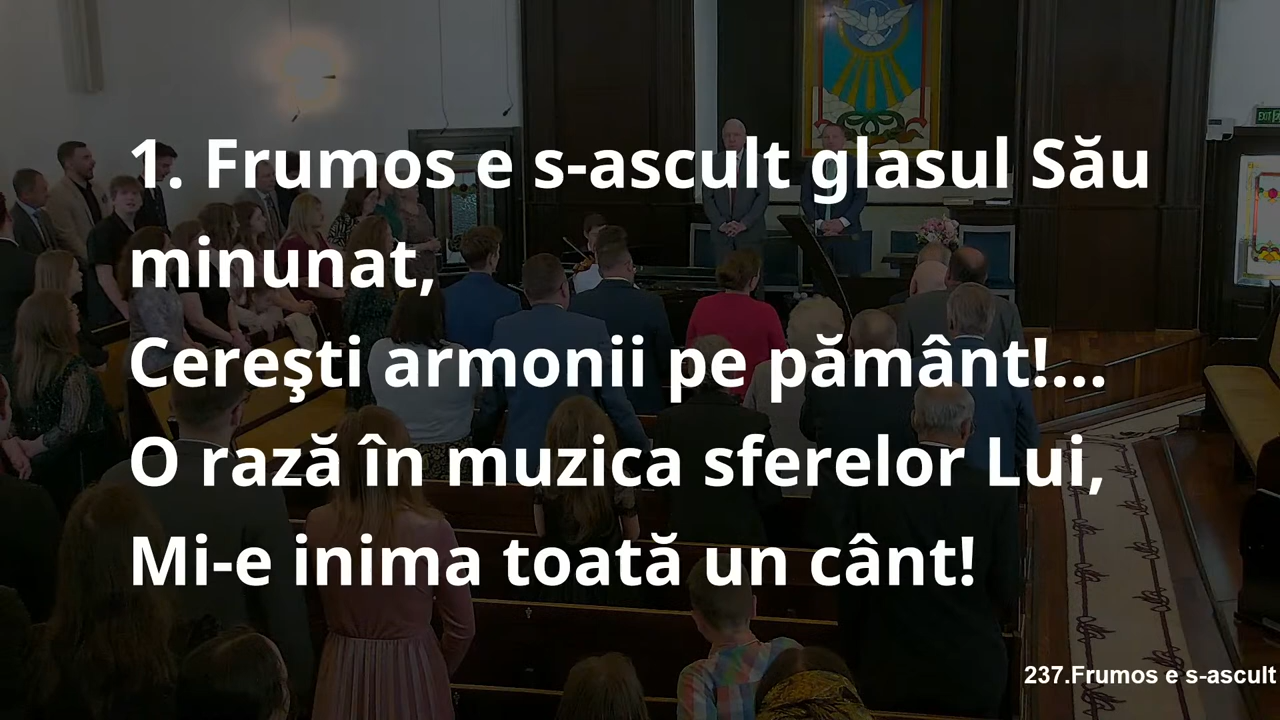 1. Frumos e s-ascult glasul Său
minunat,
Cereşti armonii pe pământ!...
O rază în muzica sferelor Lui,
Mi-e inima toată un cânt!
237.Frumos e s-ascult
EXIT